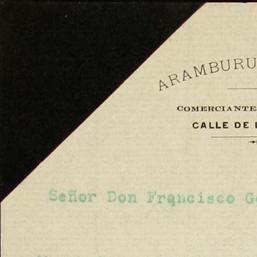 ARAMBURU
COMERCIANTE
CALLE DE
Señor Don Francisco